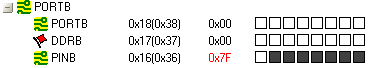 PORTB
PORTB 0x18(0x38) 0x00
DDRB 0x17(0x37) 0x00
PINB 0x16(0x36) 0x7F